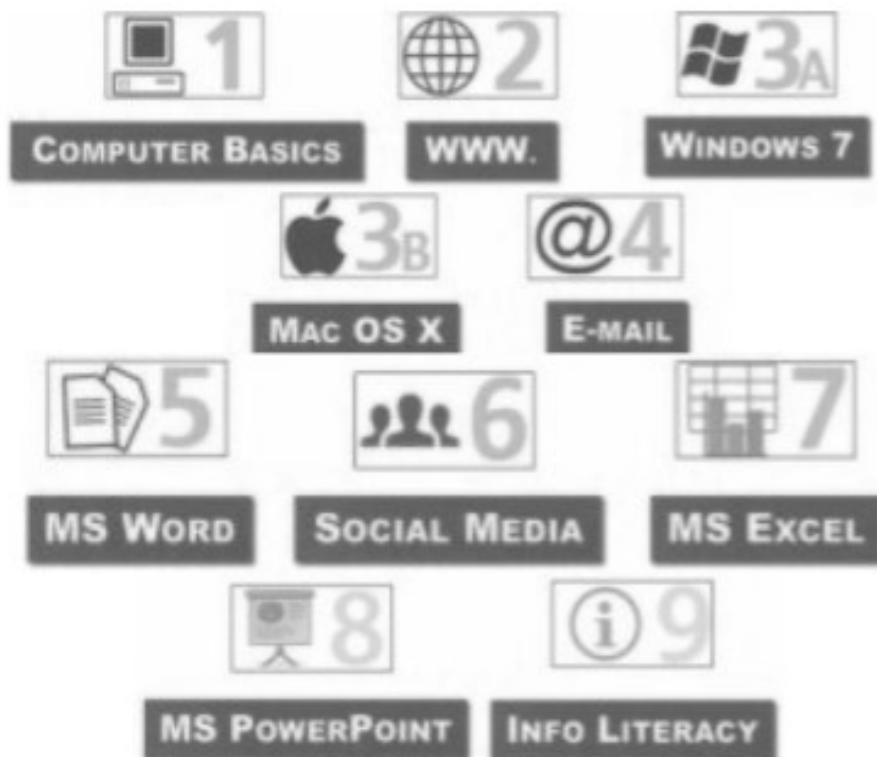 1 2 3A
COMPUTER BASICS WWW. WINDOWS 7
3B @4
MAC OS X E-MAIL
5 6 7
MS WORD SOCIAL MEDIA MS EXCEL
8 i 9
MS POWERPOINT INFO LITERACY